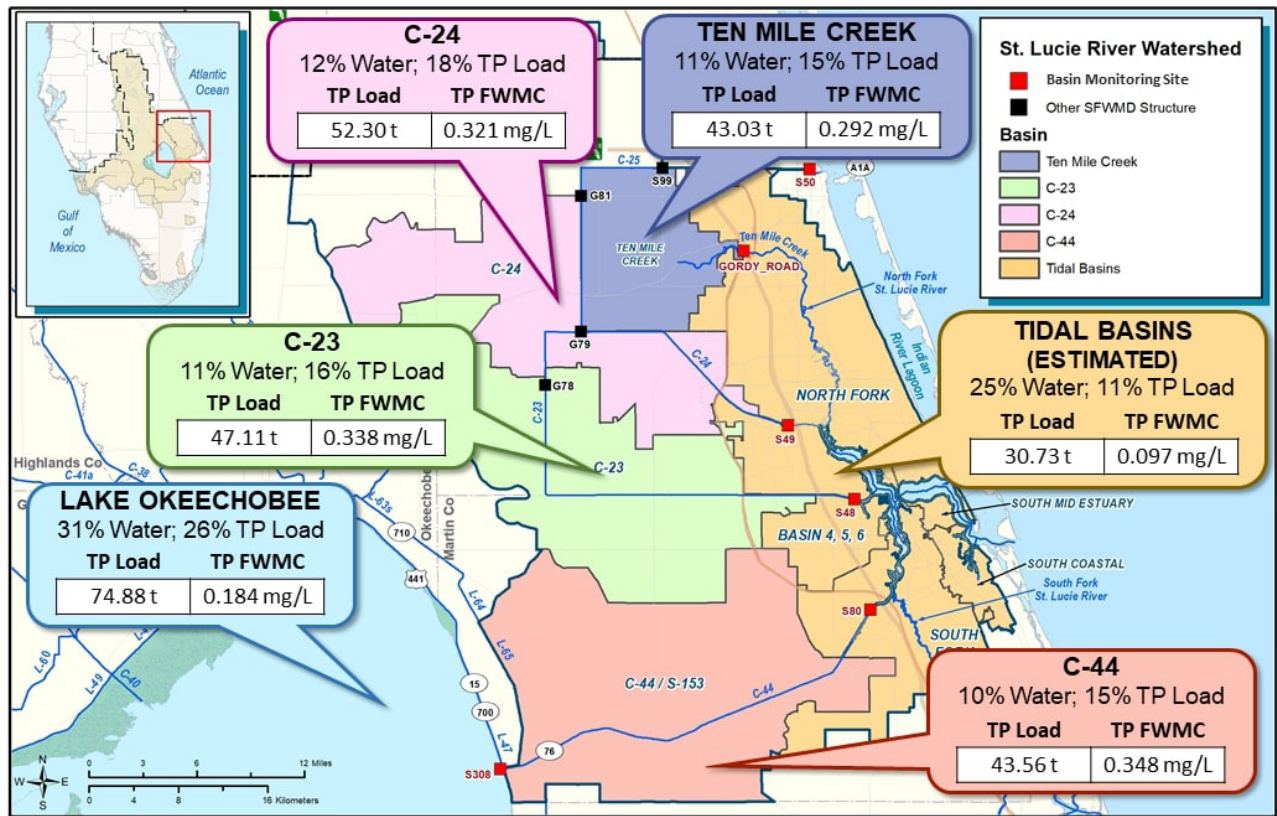 Atlantic
Ocean
Gulf
of
Mexico
C-24
12% Water; 18% TP Load
TP Load TP FWMC
52.30 t 0.321 mg/L
TEN MILE CREEK
11% Water; 15% TP Load
TP Load TP FWMC
43.03 t 0.292 mg/L
St. Lucie River Watershed
Basin Monitoring Site
Other SFWMD Structure
Basin
Ten Mile Creek
C-23
C-24
C-44
Tidal Basins
C-25
S99
S50
A1A
G81
TEN MILE
CREEK
Ten Mile Creek
GORDY_ROAD
C-24
North Fork
St. Lucie River
Indian
River Lagoon
G79
C-24
G78
C-23
NORTH FORK
S49
C-23
11% Water; 16% TP Load
TP Load TP FWMC
47.11 t 0.338 mg/L
TIDAL BASINS
(ESTIMATED)
25% Water; 11% TP Load
TP Load TP FWMC
30.73 t 0.097 mg/L
C-23
S48
BASIN 4, 5, 6
SOUTH MID ESTUARY
SOUTH COASTAL
South Fork
St. Lucie River
S80
SOUTH
Highlands Co
C-41a
C-38
L-63s
Okeechobe
Martin Co
710
441
L-64
L-65
LAKE OKEECHOBEE
31% Water; 26% TP Load
TP Load TP FWMC
74.88 t 0.184 mg/L
L-60
L-49
C-40
C-44 / S-153
C-44
15
700
L-47
76
S308
C-44
10% Water; 15% TP Load
TP Load TP FWMC
43.56 t 0.348 mg/L
N
W E
S
0 3 6 12 Miles
0 4 8 16 Kilometers